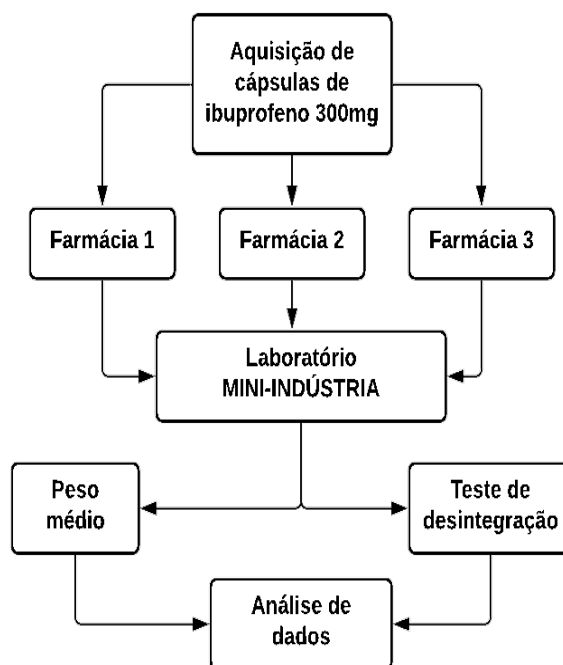 Aquisição de
cápsulas de
ibuprofeno 300mg
Farmácia 1
Farmácia 2
Farmácia 3
Laboratório
MINI-INDÚSTRIA
Peso
médio
Teste de
desintegração
Análise de
dados